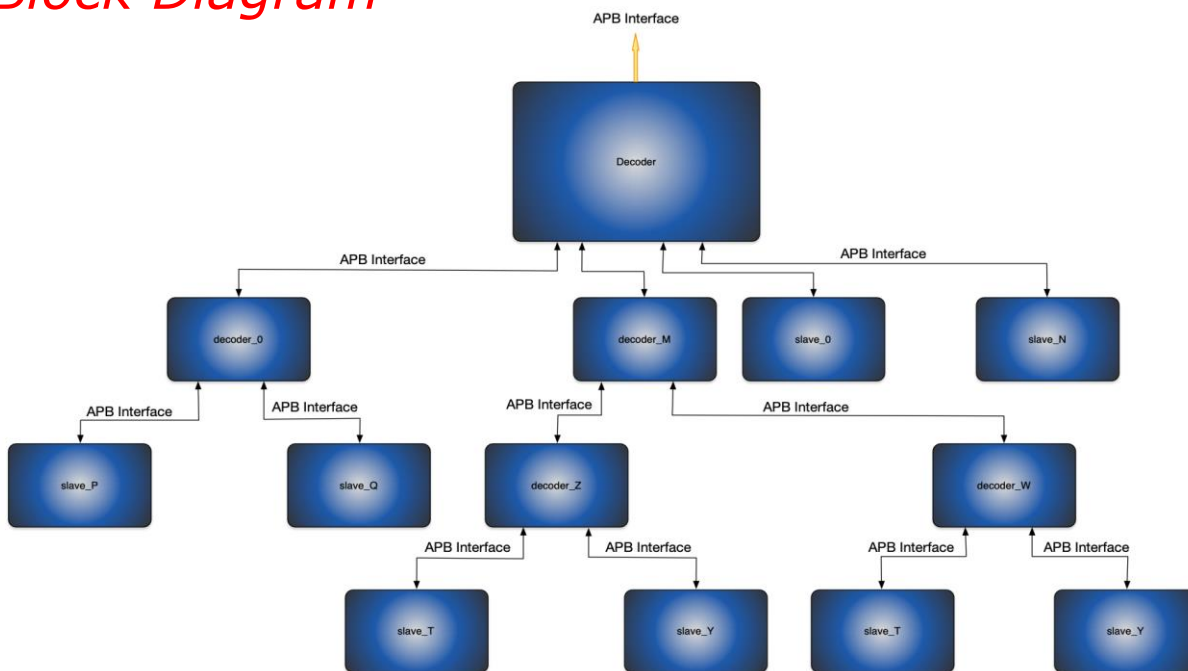 Block Diagram
APB Interface
Decoder
APB Interface
APB Interface
decoder_0
decoder_M
slave_0
slave_N
APB Interface
APB Interface
APB Interface
APB Interface
slave_P
slave_Q
decoder_Z
decoder_W
APB Interface
APB Interface
APB Interface
APB Interface
slave_T
slave_Y
slave_T
slave_Y